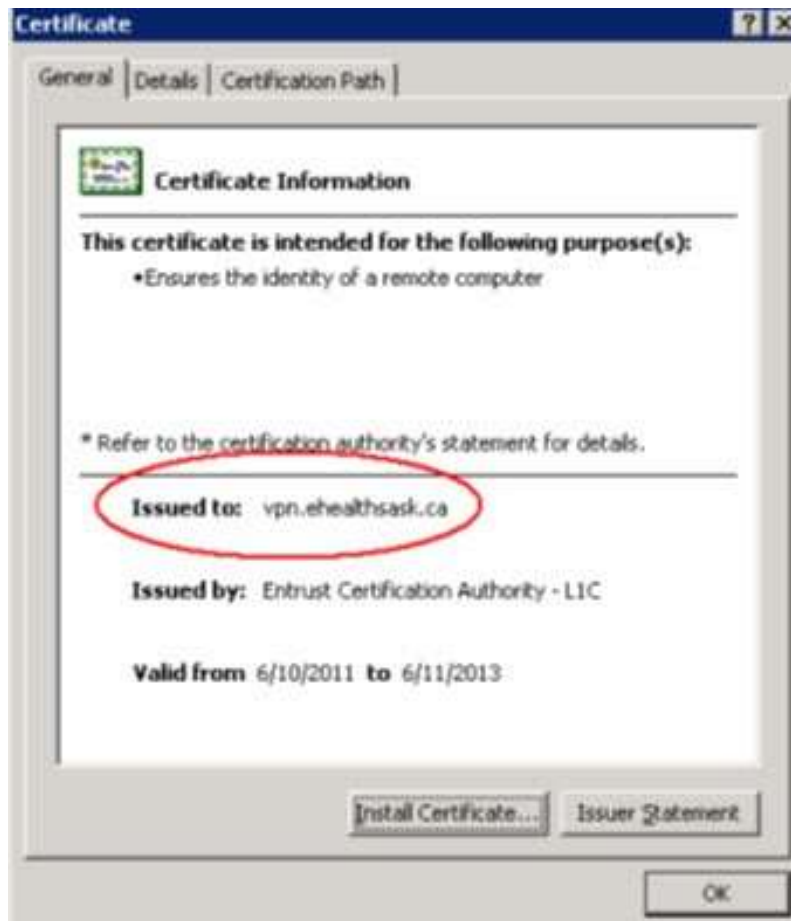 Certificate
General Details Certification Path
Certificate Information
This certificate is intended for the following purpose(s):
•Ensures the identity of a remote computer
* Refer to the certification authority's statement for details.
Issued to: vpn.ehealthsask.ca
Issued by: Entrust Certification Authority - L1C
Valid from 6/10/2011 to 6/11/2013
Install Certificate... Issuer Statement
OK